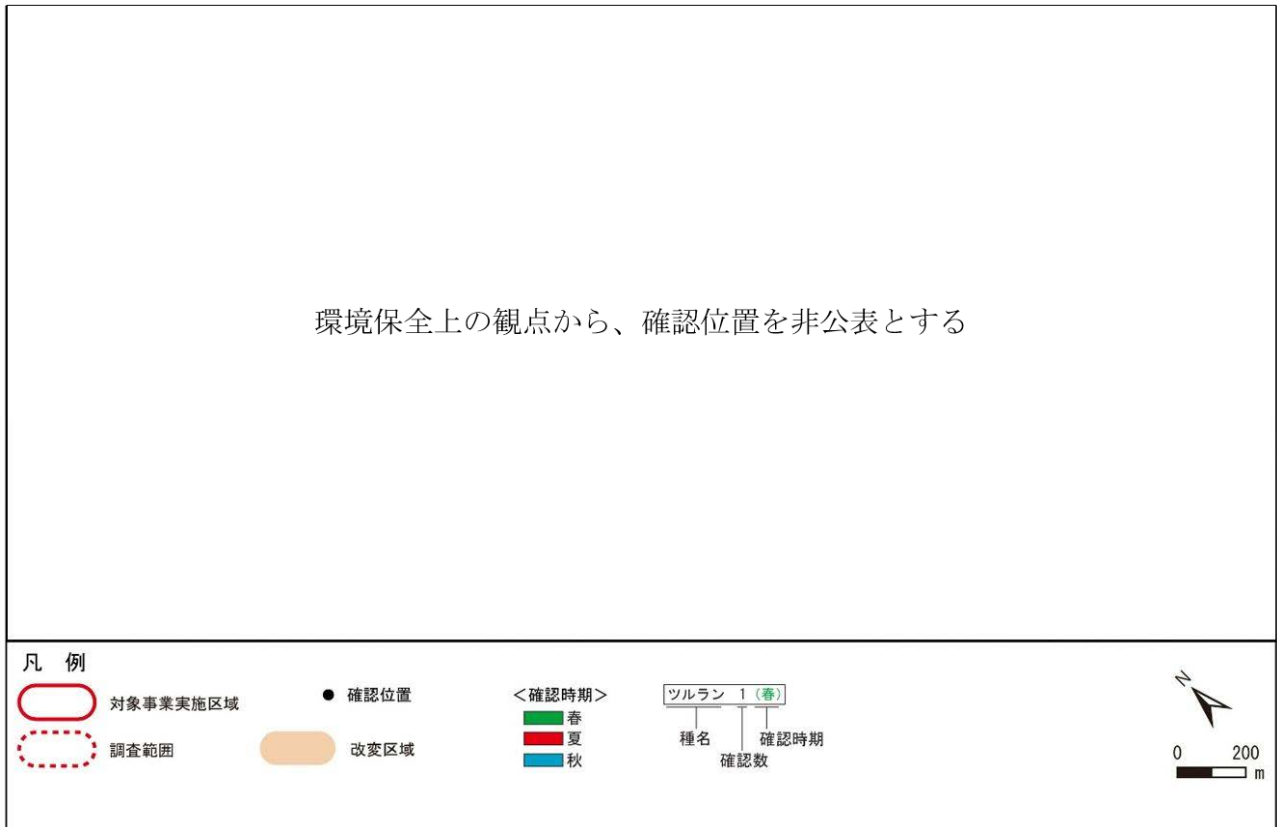 環境保全上の観点から、確認位置を非公表とする
凡 例
対象事業実施区域
調査範囲
● 確認位置
改変区域
＜確認時期＞
春
夏
秋
ツルラン 1 (春)
種名
確認数
確認時期
N
0 200
m